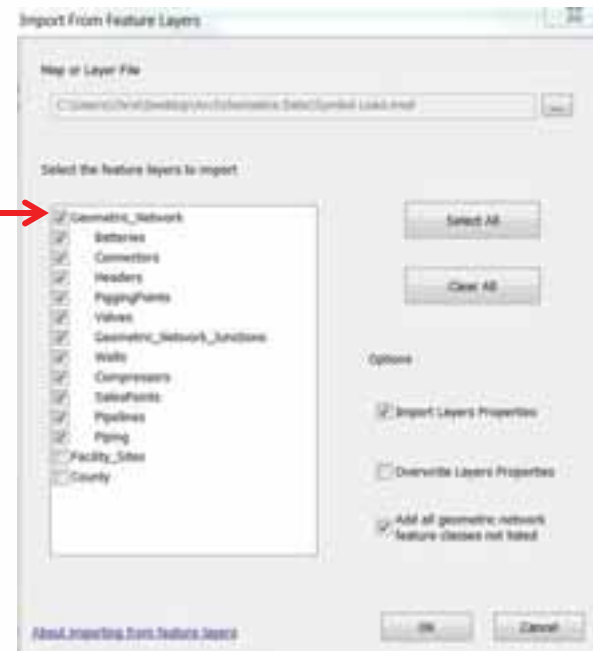 Import From Feature Layers
Map or Layer File
Select the feature layers to import
Geometric_Network
Batteries
Connectors
Headers
PiggingPoints
Valves
Geometric_Network_Junctions
Wells
Compressors
SalesPoints
Pipelines
Piping
Facility_Sites
County
Select All
Clear All
Options
Import Layers Properties
Overwrite Layers Properties
Add all geometric network
feature classes not listed
About importing from feature layers
OK
Cancel